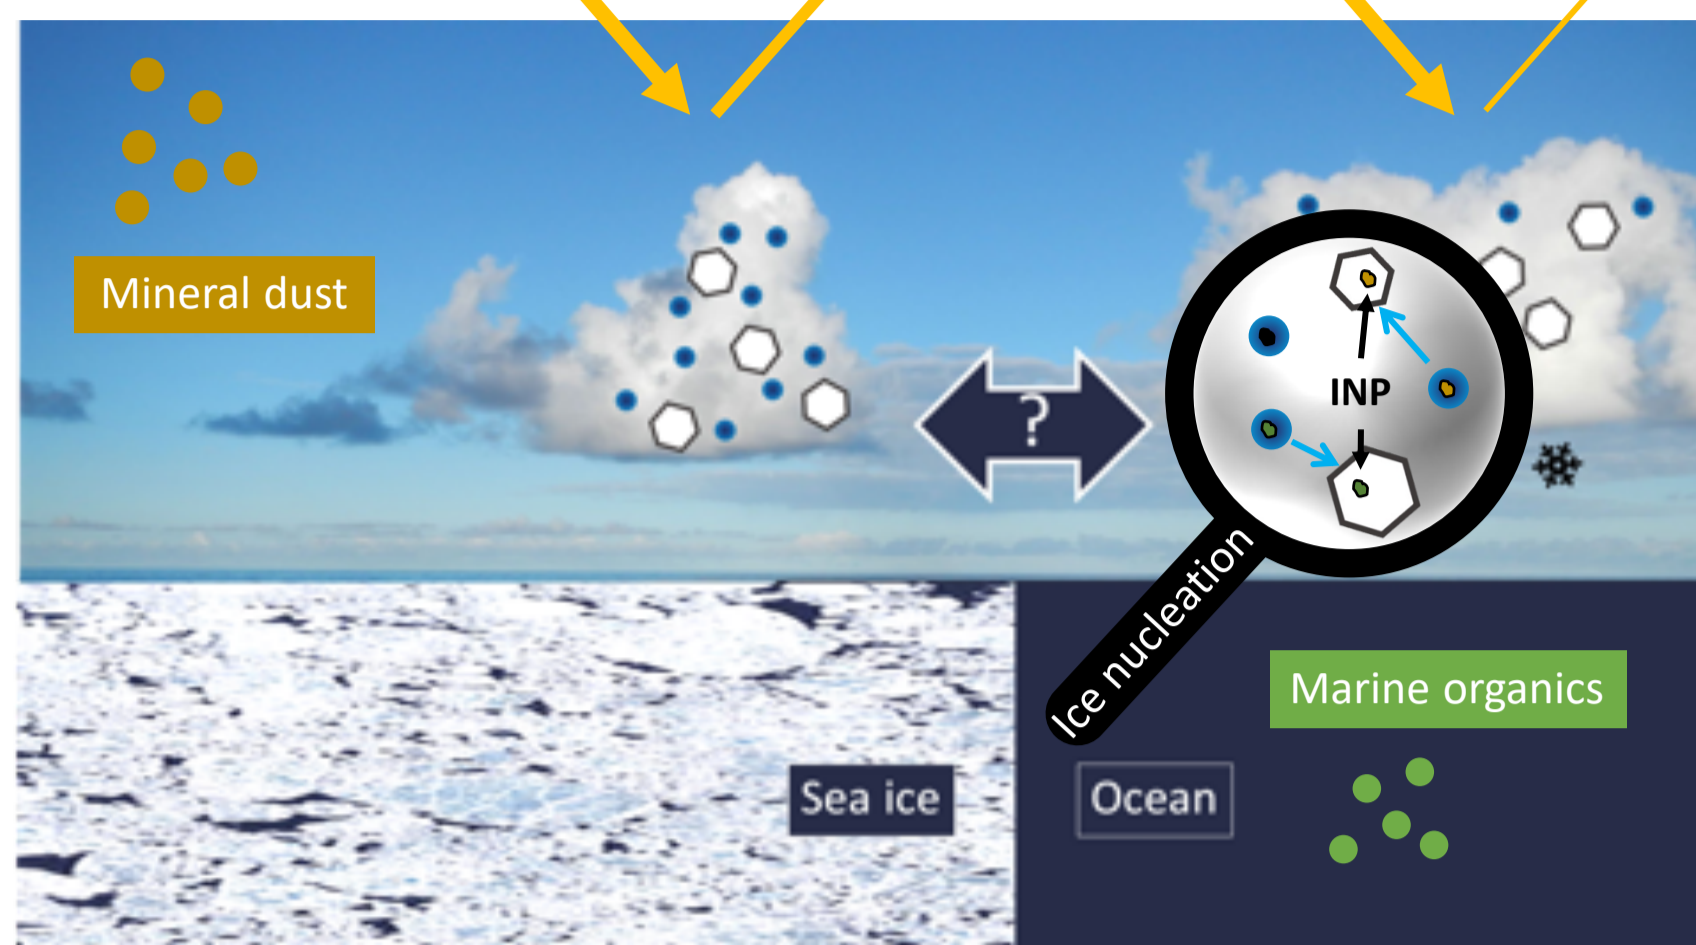 Mineral dust
?
INP
Ice nucleation
Marine organics
Sea ice
Ocean